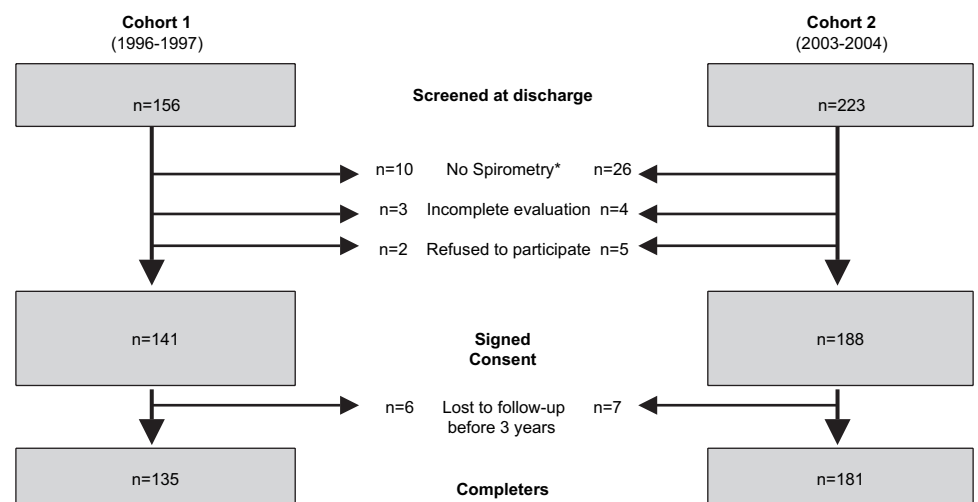 Cohort 1 Cohort 2
(1996-1997) (2003-2004)
Screened at discharge
n=156 n=223
n=10 No Spirometry* n=26
n=3 Incomplete evaluation n=4
n=2 Refused to participate n=5
n=141 Signed n=188
Consent
n=6 Lost to follow-up n=7
before 3 years
n=135 Completers n=181